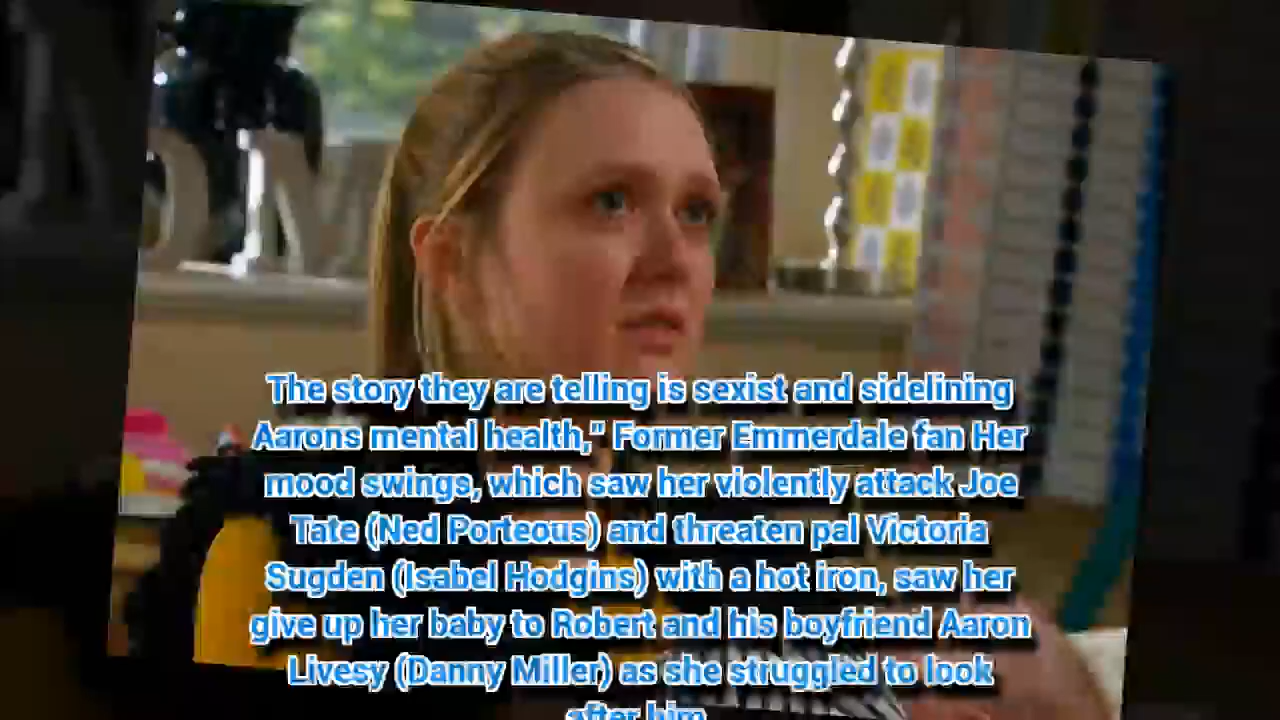 The story they are telling is sexist and sidelining
Aarons mental health," Former Emmerdale fan Her
mood swings, which saw her violently attack Joe
Tate (Ned Porteous) and threaten pal Victoria
Sugden (Isabel Hodgins) with a hot iron, saw her
give up her baby to Robert and his boyfriend Aaron
Livesy (Danny Miller) as she struggled to look
after him